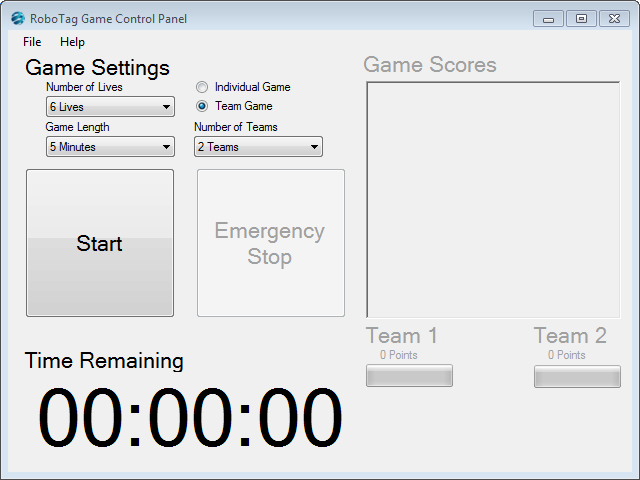 RoboTag Game Control Panel
File Help
Game Settings
Number of Lives
6 Lives
Individual Game
Team Game
Game Length
5 Minutes
Number of Teams
2 Teams
Start
Emergency
Stop
Time Remaining
00:00:00
Game Scores
Team 1
0 Points
Team 2
0 Points